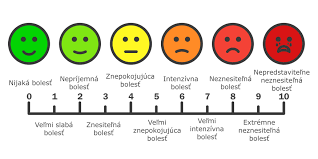 Nijaká bolesť
Nepríjemná
bolesť
Znepokojujúca
bolesť
Intenzívna
bolesť
Neznesiteľná
bolesť
Nepredstaviteľne
neznesiteľná
bolesť
0 1 2 3 4 5 6 7 8 9 10
Veľmi slabá
bolesť
Znesiteľná
bolesť
Veľmi
znepokojujúca
bolesť
Veľmi
intenzívna
bolesť
Extrémne
neznesiteľná
bolesť